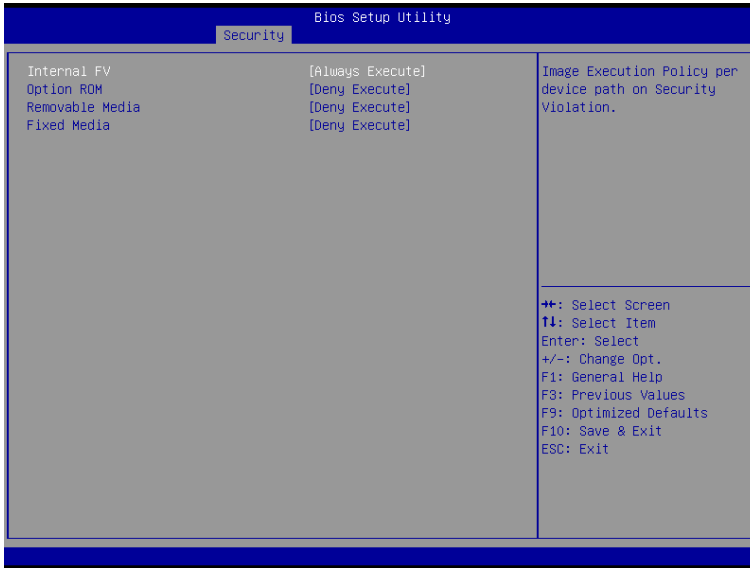 Bios Setup Utility
Security
Internal FV [Always Execute]
Option ROM [Deny Execute]
Removable Media [Deny Execute]
Fixed Media [Deny Execute]
Image Execution Policy per
device path on Security
Violation.
→←: Select Screen
↑↓: Select Item
Enter: Select
+/-: Change Opt.
F1: General Help
F3: Previous Values
F9: Optimized Defaults
F10: Save & Exit
ESC: Exit